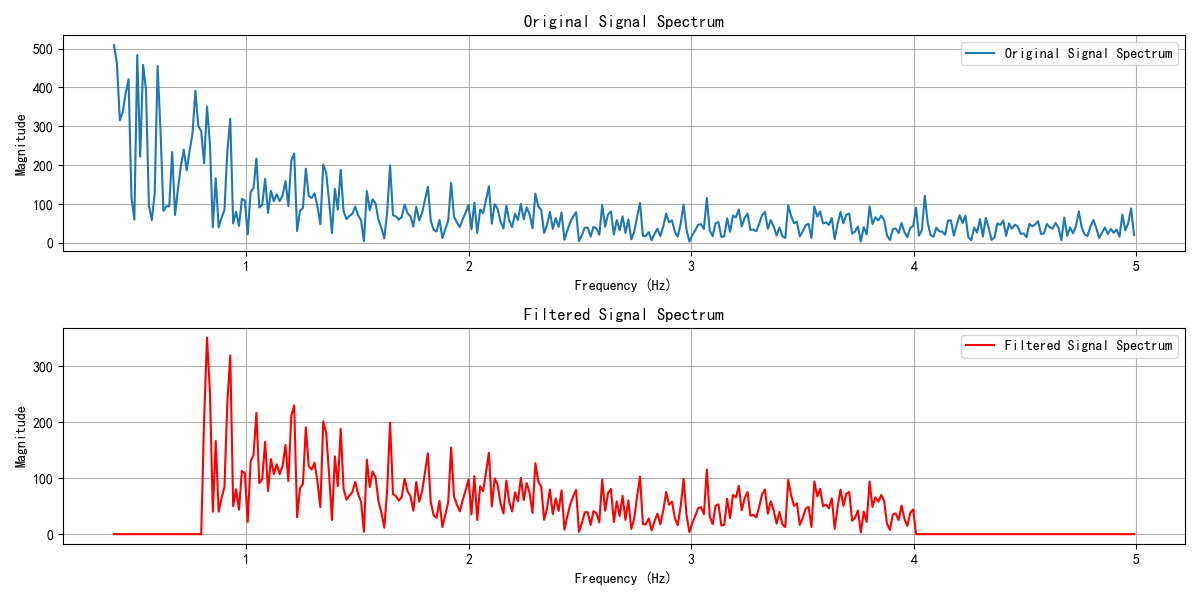 Original Signal Spectrum
Original Signal Spectrum
500
400
300
200
100
0
Magnitude
1
2
3
4
5
Frequency (Hz)
Filtered Signal Spectrum
Filtered Signal Spectrum
300
200
100
0
Magnitude
1
2
3
4
5
Frequency (Hz)